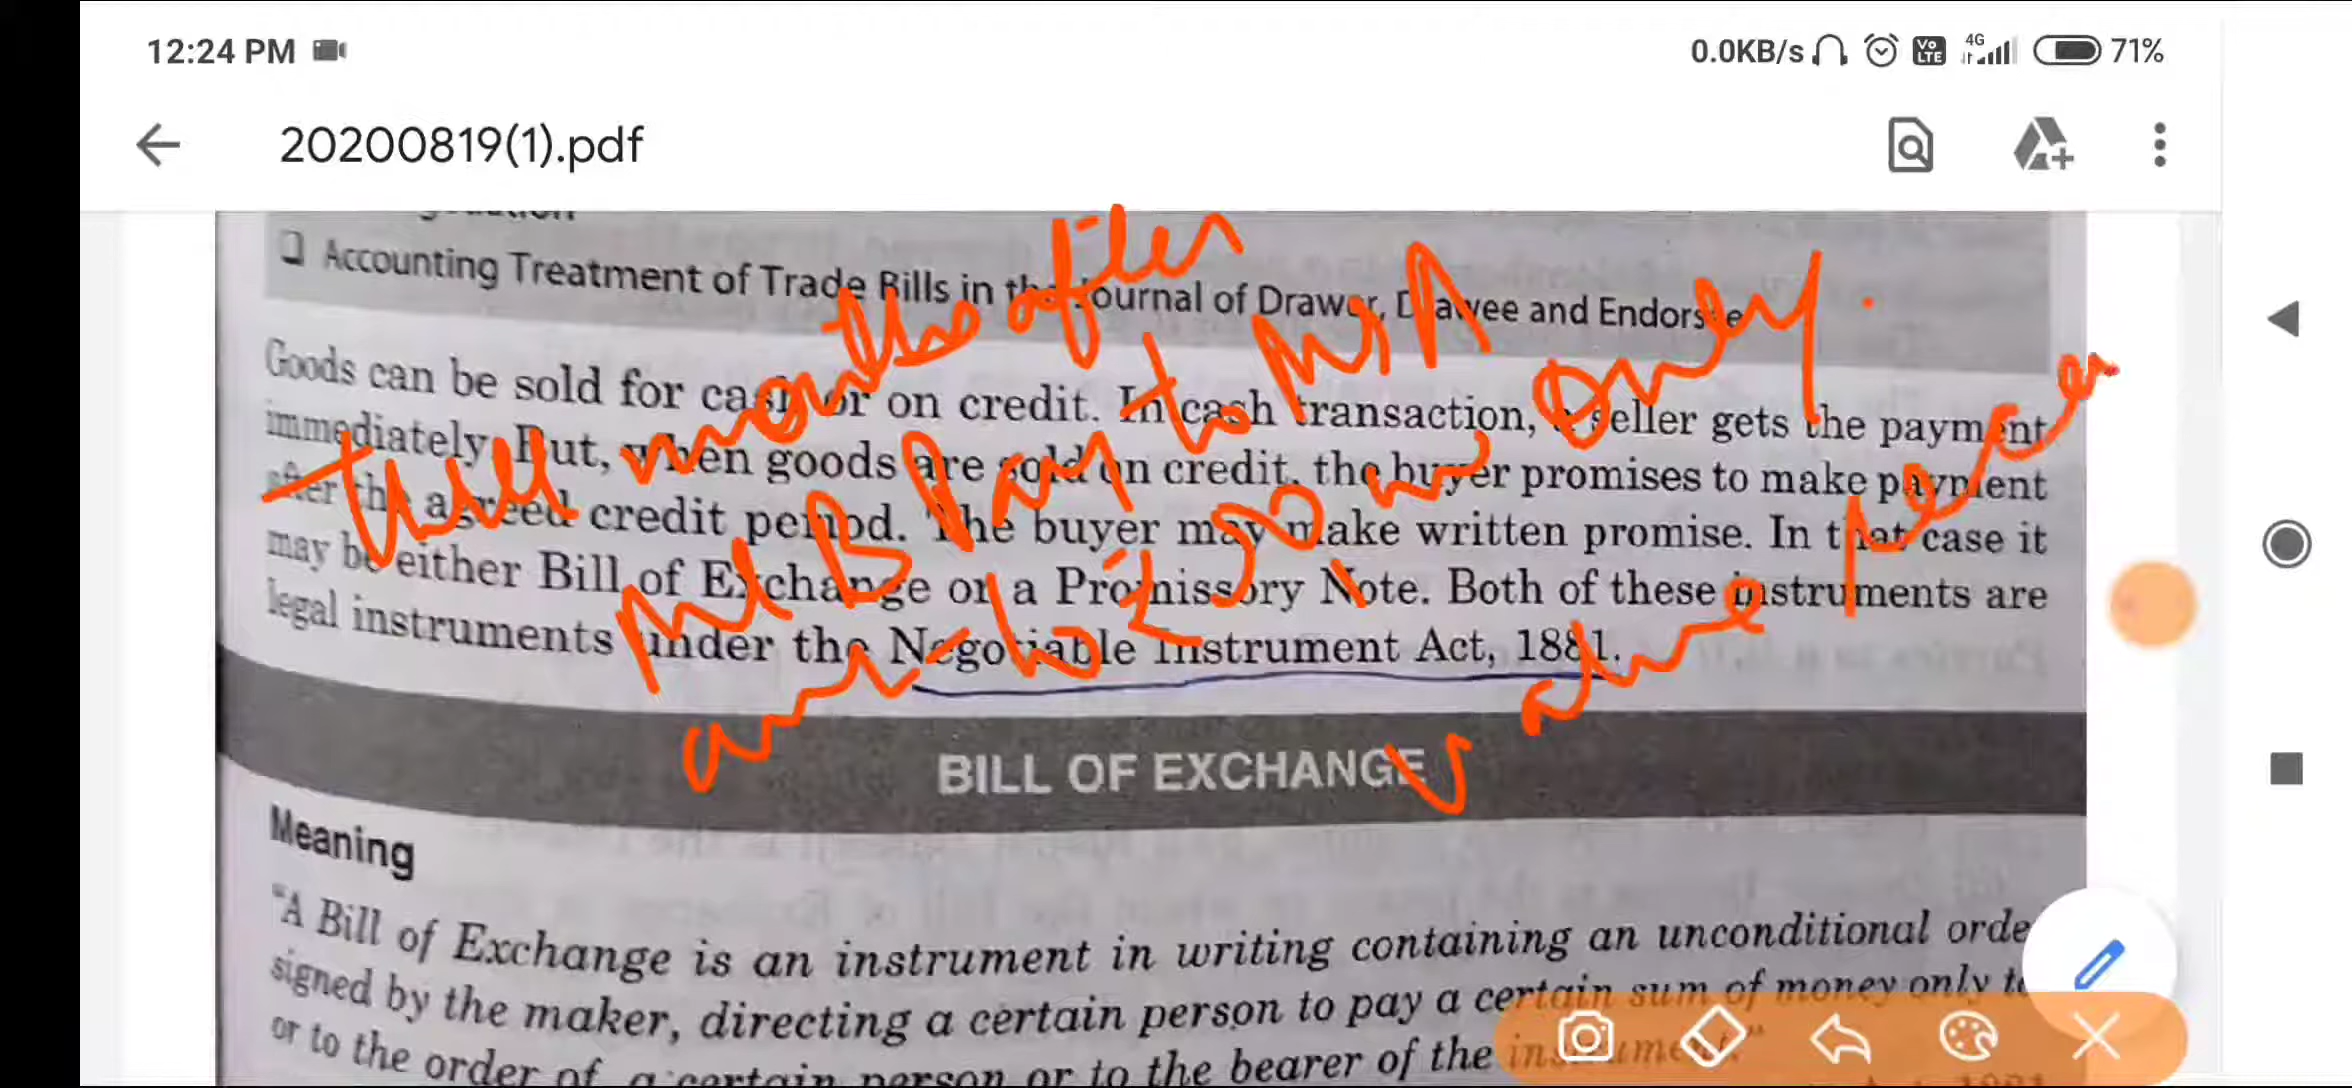 12:24 PM
0.0KB/s 4G VoLTE 71%
20200819(1).pdf
❑ Accounting Treatment of Trade Bills in the Journal of Drawer, Drawee and Endorsee
Goods can be sold for cash or on credit. In cash transaction, a seller gets the payment
immediately. But, when goods are sold on credit, the buyer promises to make payment
after the agreed credit period. The buyer may make written promise. In that case it
may be either Bill of Exchange or a Promissory Note. Both of these instruments are
legal instruments under the Negotiable Instrument Act, 1881.
months after
Mr B Pay to Mr A
only.
value
BILL OF EXCHANGE
Meaning
"A Bill of Exchange is an instrument in writing containing an unconditional orde
signed by the maker, directing a certain person to pay a certain sum of money only to
or to the order of a certain person or to the bearer of the instrument."
1881